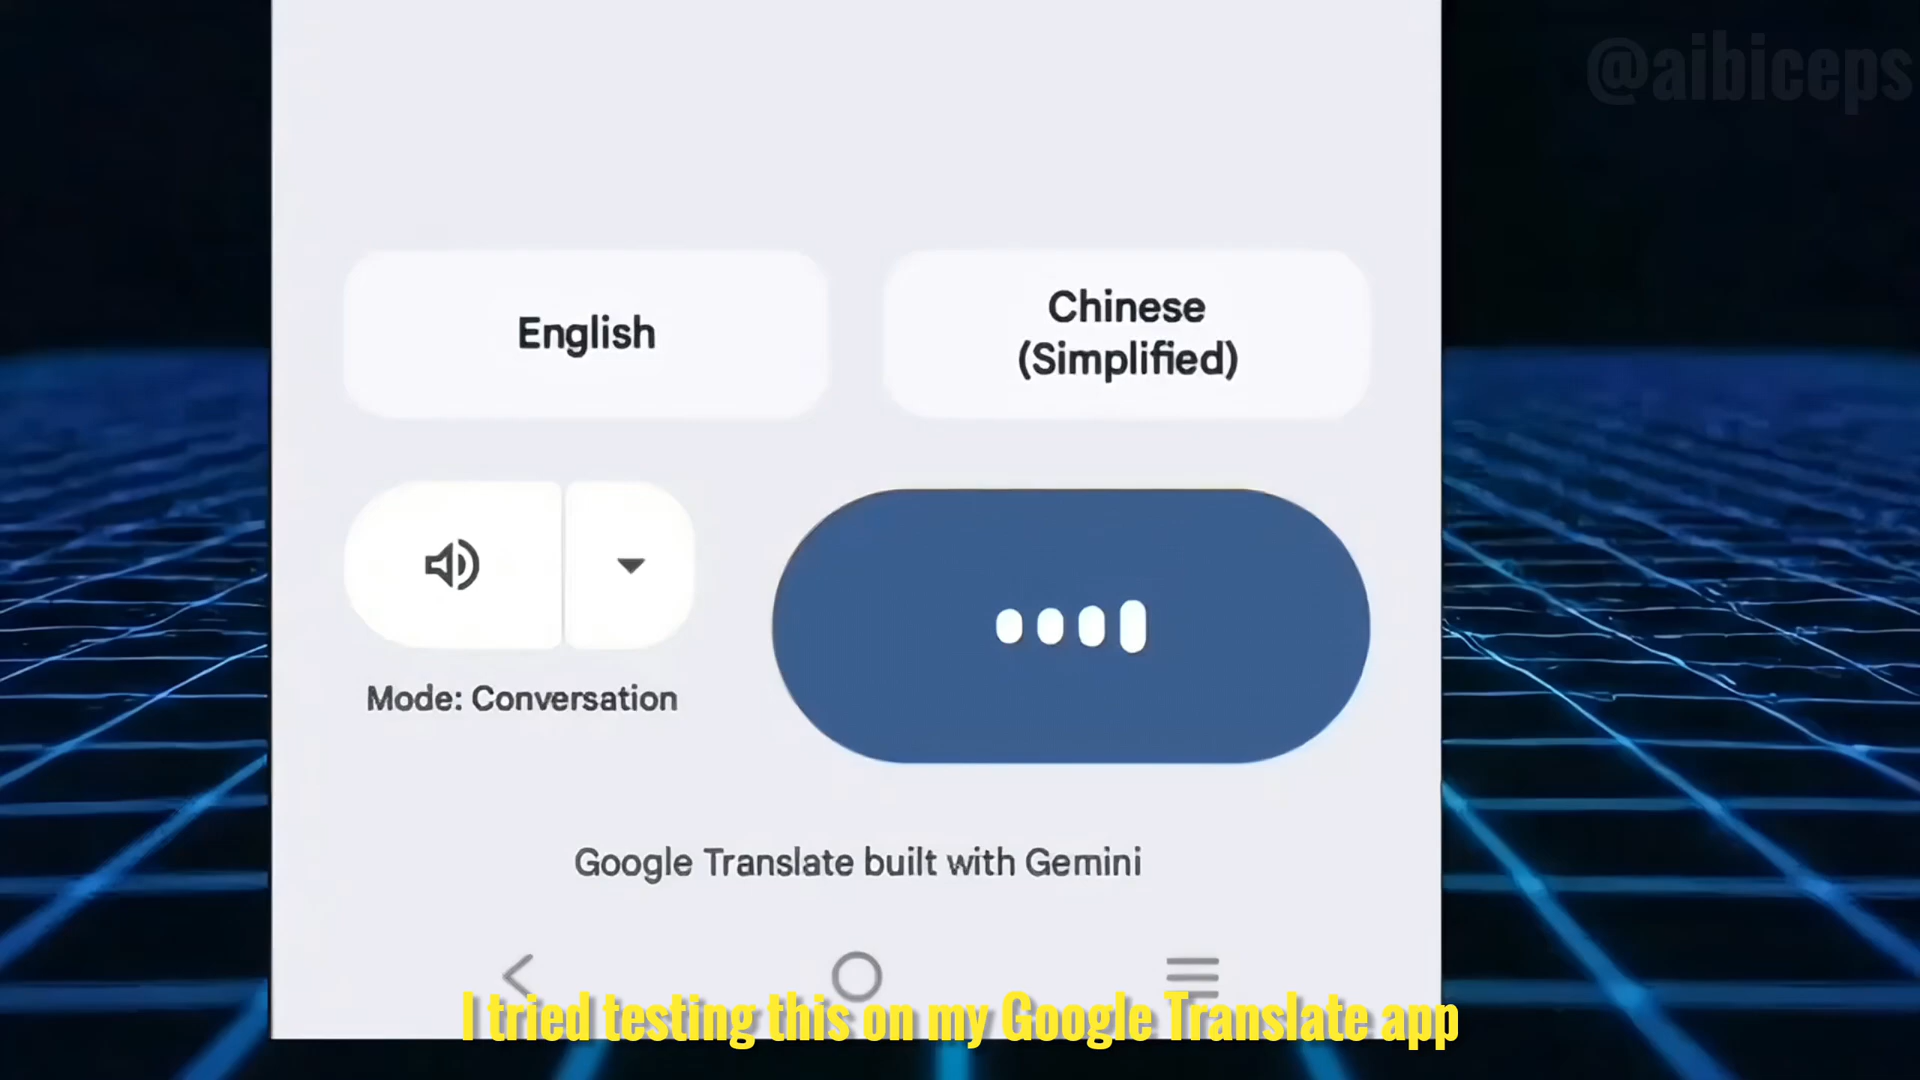 @aibiceps
English
Chinese
(Simplified)
Mode: Conversation
Google Translate built with Gemini
I tried testing this on my Google Translate app